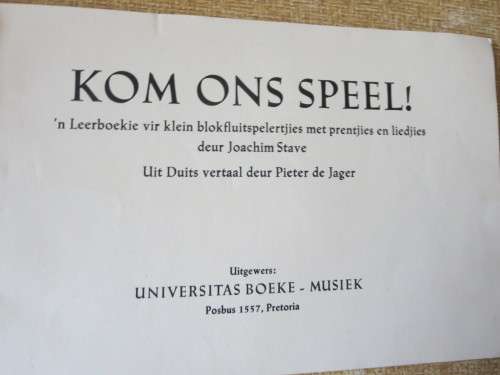 KOM ONS SPEEL!
'n Leerboekie vir klein blokfluitspelertjies met prentjies en liedjies
deur Joachim Stave
Uit Duits vertaal deur Pieter de Jager
Uitgewers:
UNIVERSITAS BOEKE - MUSIEK
Posbus 1557, Pretoria